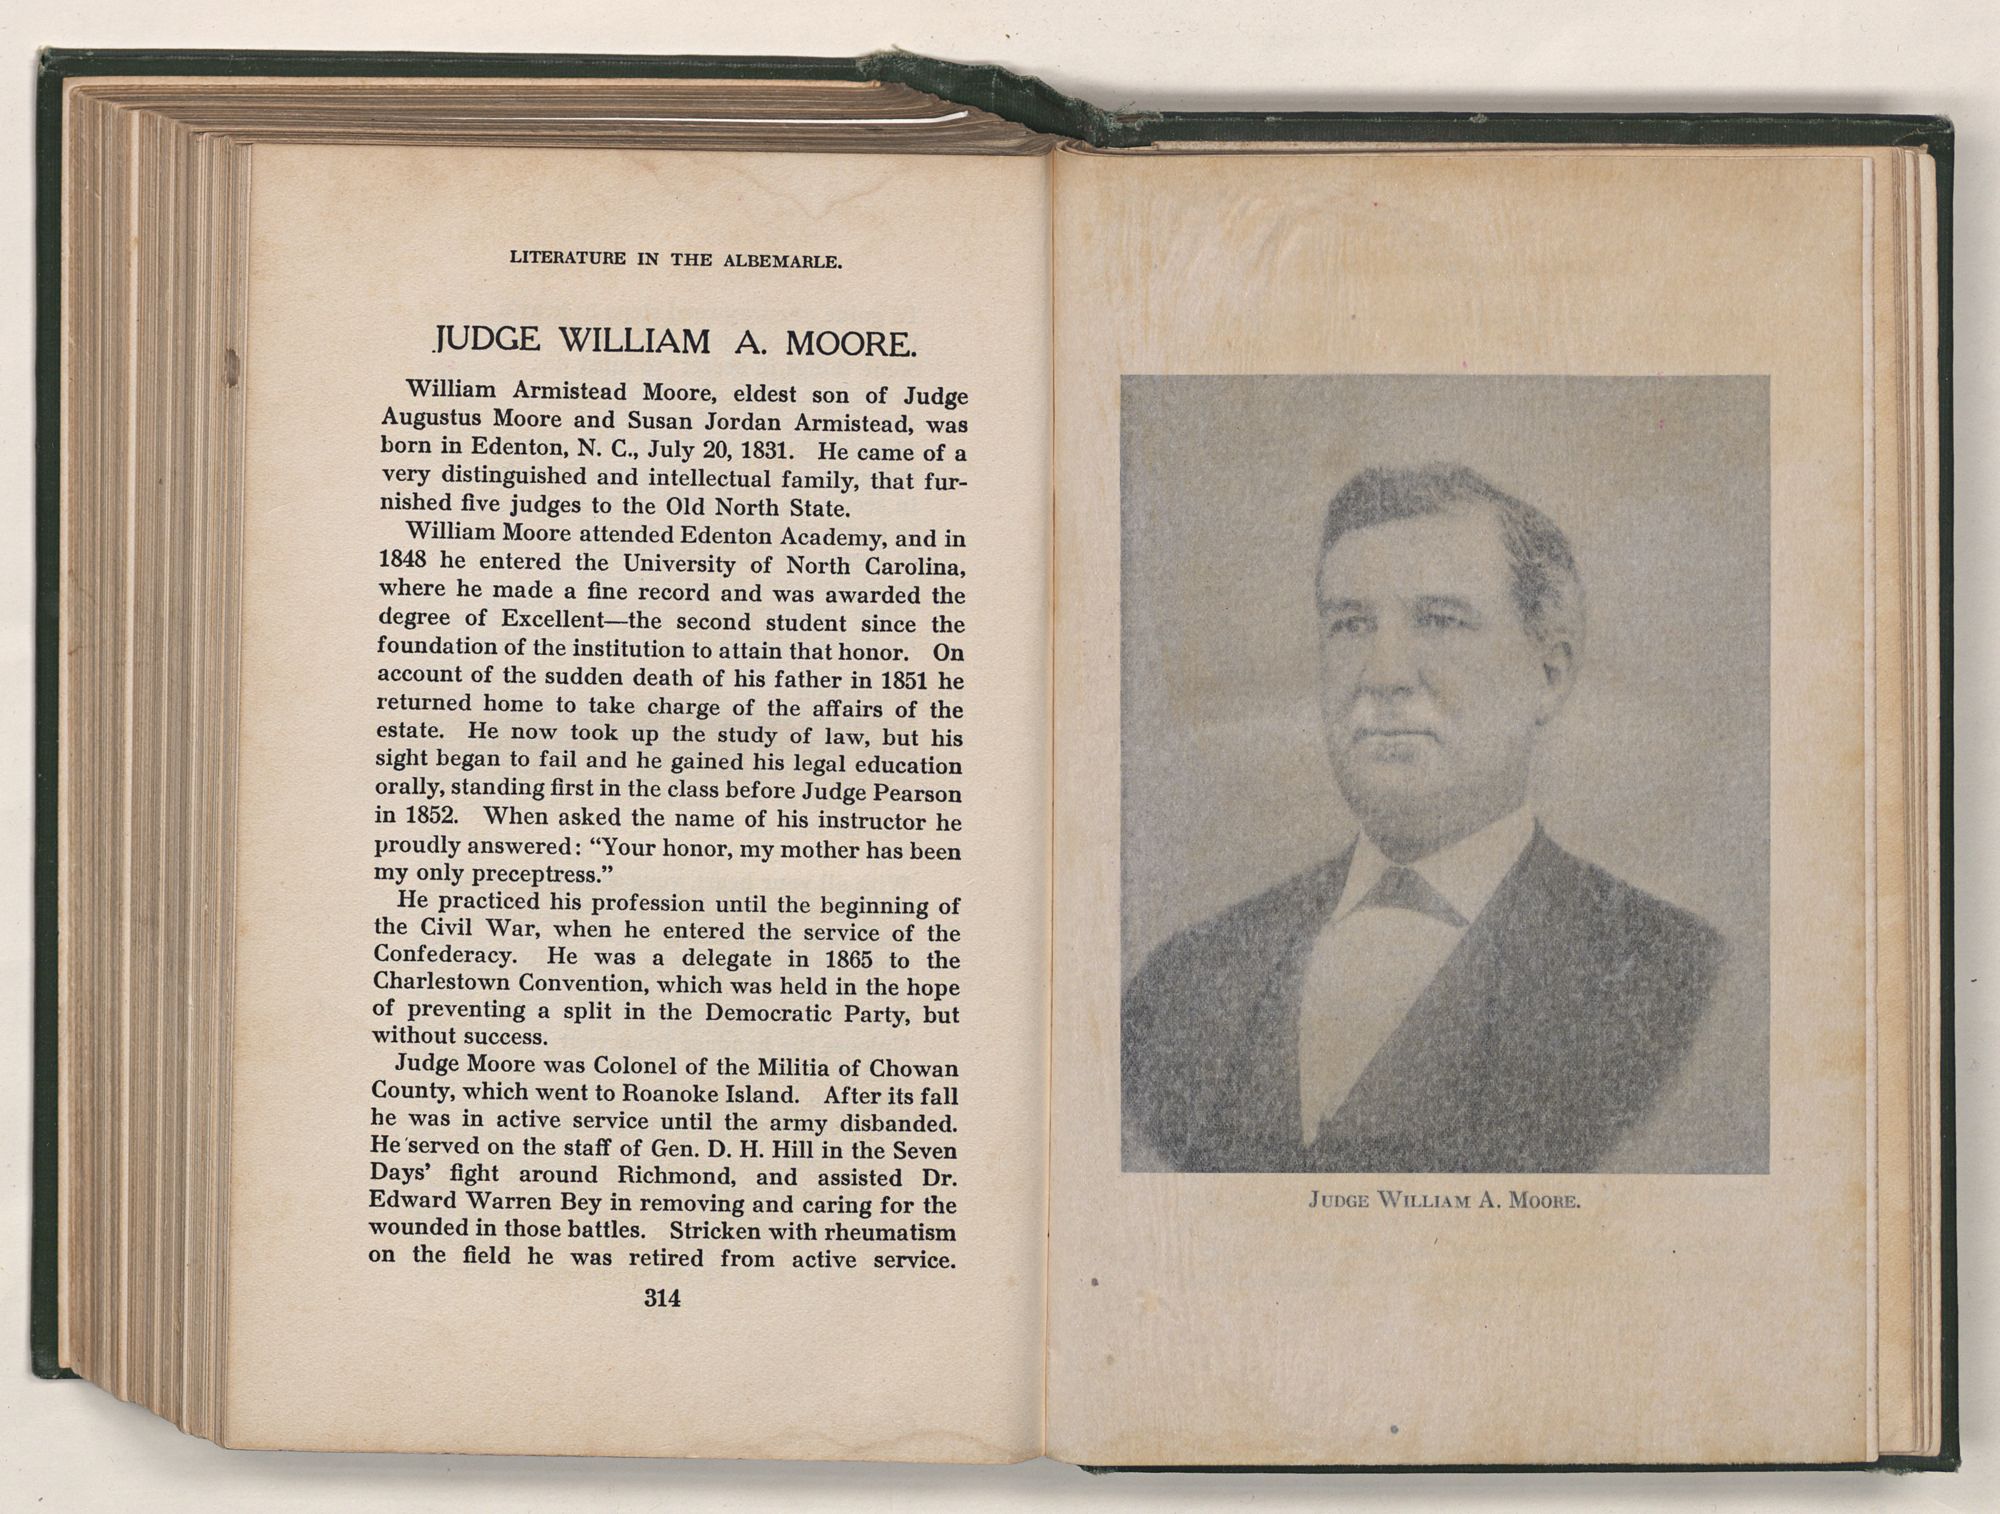 LITERATURE IN THE ALBEMARLE.
JUDGE WILLIAM A. MOORE.
William Armistead Moore, eldest son of Judge
Augustus Moore and Susan Jordan Armistead, was
born in Edenton, N. C., July 20, 1831. He came of a
very distinguished and intellectual family, that fur-
nished five judges to the Old North State.
William Moore attended Edenton Academy, and in
1848 he entered the University of North Carolina,
where he made a fine record and was awarded the
degree of Excellent—the second student since the
foundation of the institution to attain that honor. On
account of the sudden death of his father in 1851 he
returned home to take charge of the affairs of the
estate. He now took up the study of law, but his
sight began to fail and he gained his legal education
orally, standing first in the class before Judge Pearson
in 1852. When asked the name of his instructor he
proudly answered: “Your honor, my mother has been
my only preceptress.”
He practiced his profession until the beginning of
the Civil War, when he entered the service of the
Confederacy. He was a delegate in 1865 to the
Charlestown Convention, which was held in the hope
of preventing a split in the Democratic Party, but
without success.
Judge Moore was Colonel of the Militia of Chowan
County, which went to Roanoke Island. After its fall
he was in active service until the army disbanded.
He served on the staff of Gen. D. H. Hill in the Seven
Days’ fight around Richmond, and assisted Dr.
Edward Warren Bey in removing and caring for the
wounded in those battles. Stricken with rheumatism
on the field he was retired from active service.
314
JUDGE WILLIAM A. MOORE.